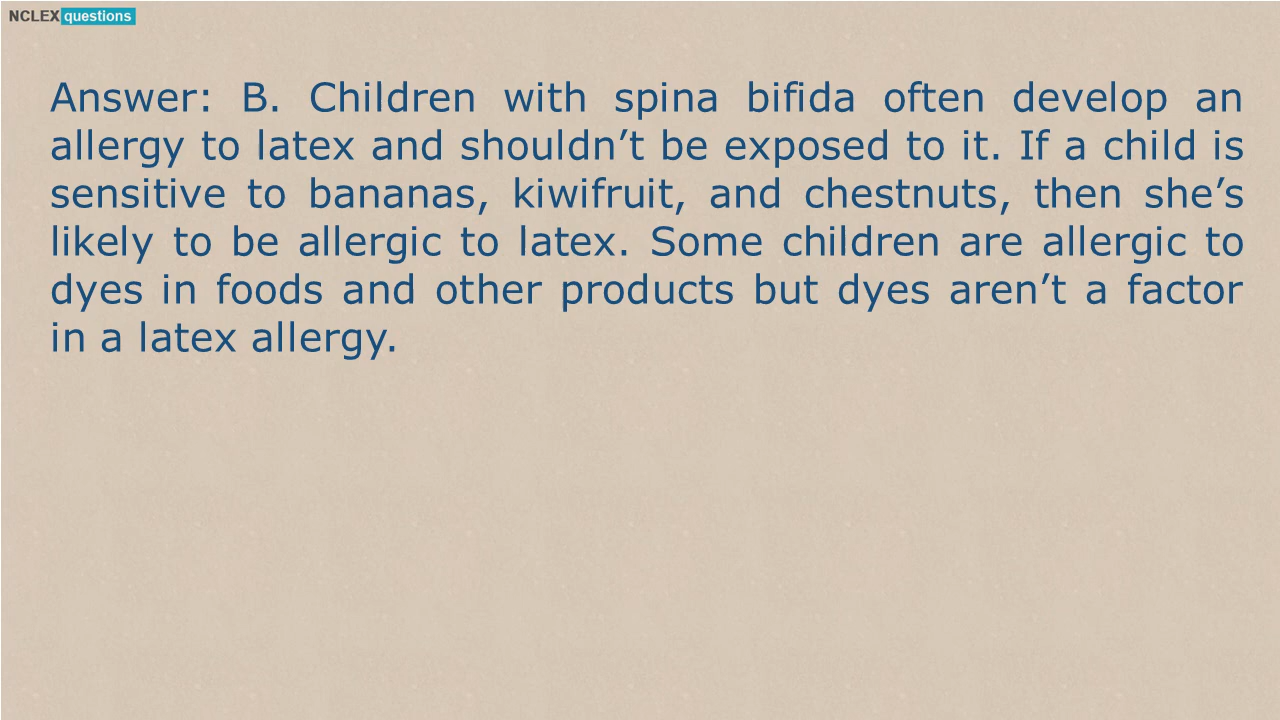 NCLEX questions
Answer: B. Children with spina bifida often develop an
allergy to latex and shouldn’t be exposed to it. If a child is
sensitive to bananas, kiwifruit, and chestnuts, then she’s
likely to be allergic to latex. Some children are allergic to
dyes in foods and other products but dyes aren’t a factor
in a latex allergy.